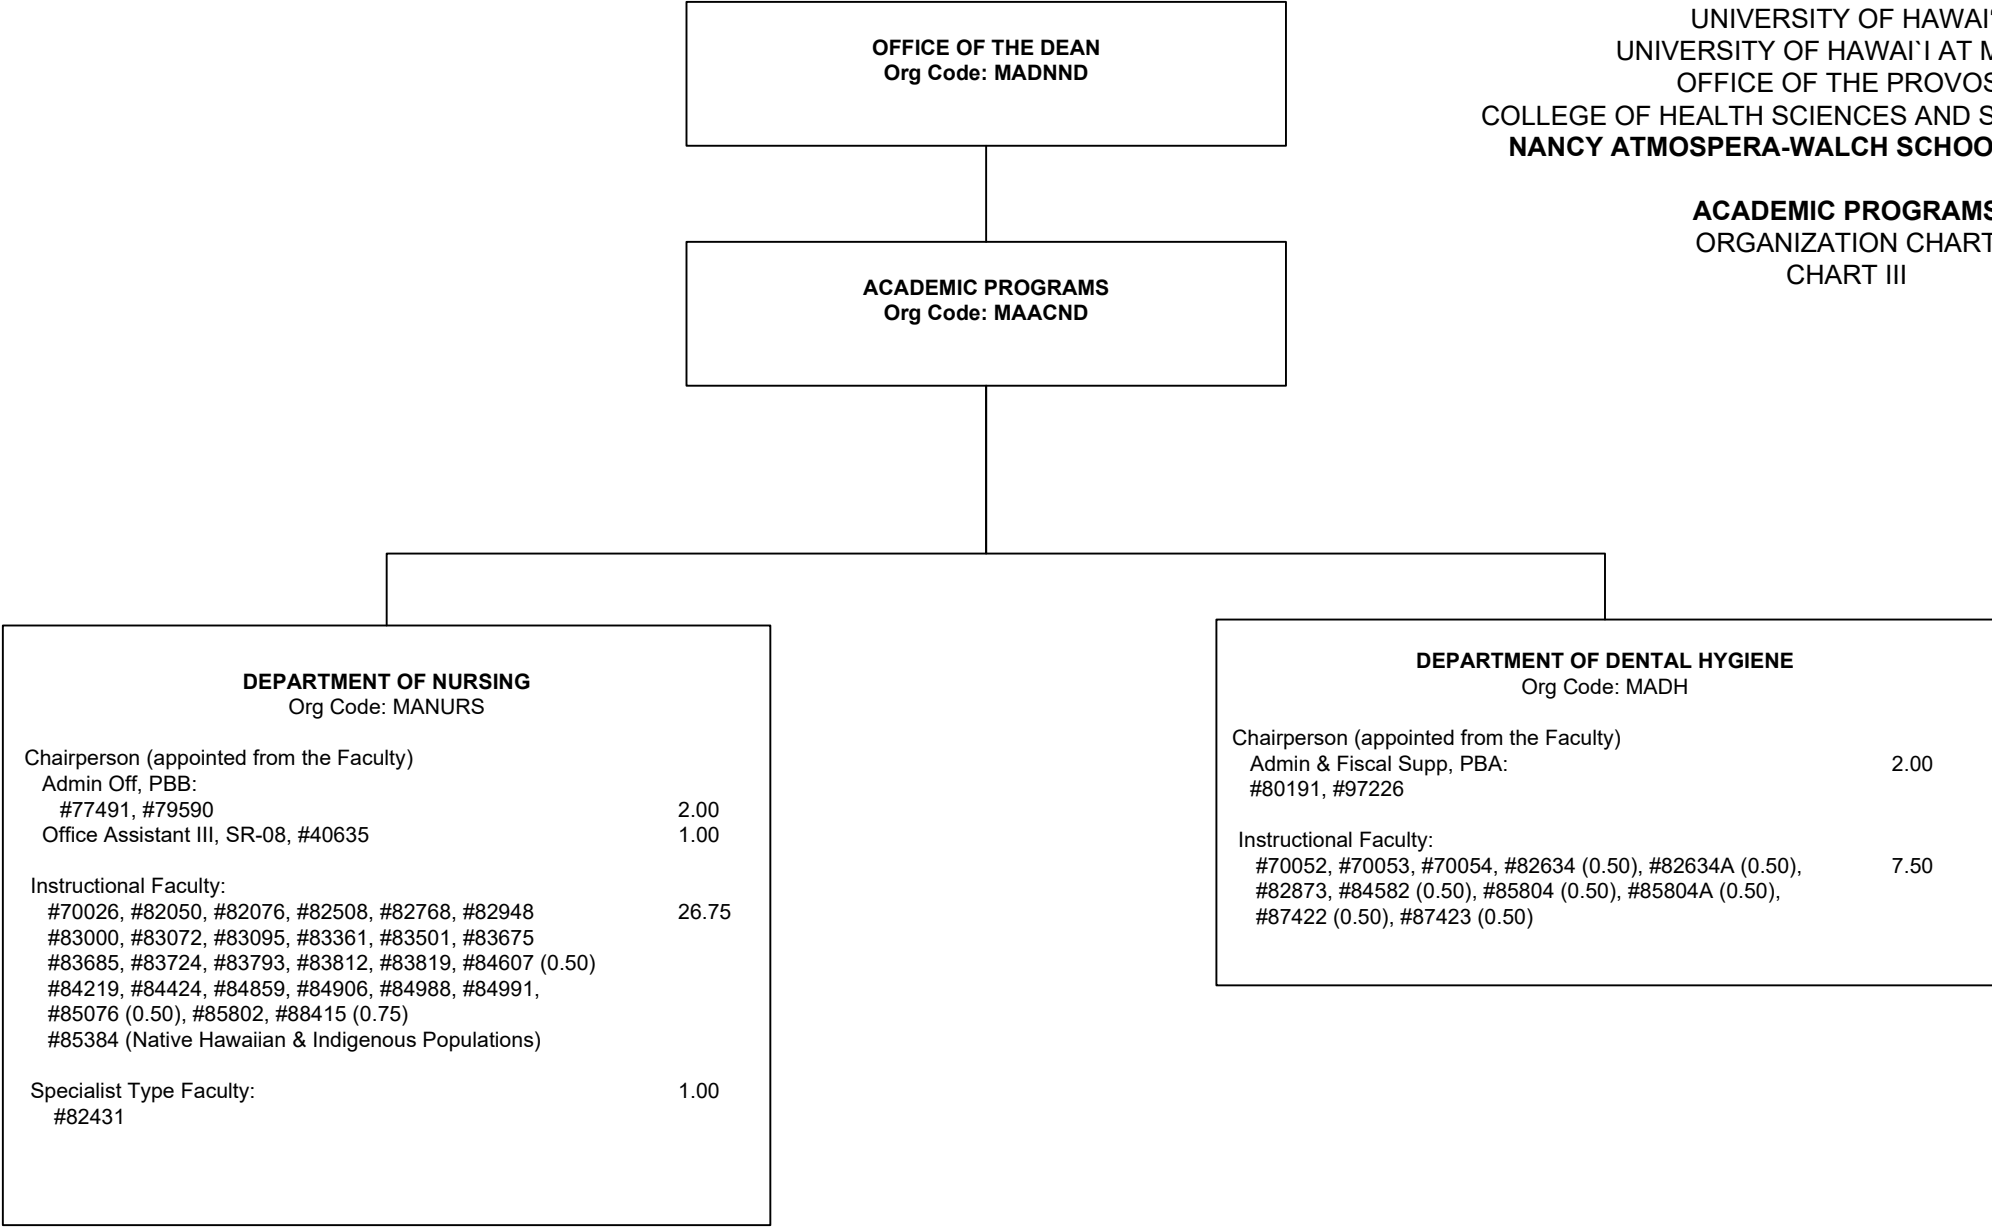 OFFICE OF THE DEAN
Org Code: MADNND
UNIVERSITY OF HAWAI`
UNIVERSITY OF HAWAI`I AT
OFFICE OF THE PROVOS
COLLEGE OF HEALTH SCIENCES AND S
NANCY ATMOSPERA-WALCH SCHOO
ACADEMIC PROGRAMS
ORGANIZATION CHART
CHART III
ACADEMIC PROGRAMS
Org Code: MAACND
DEPARTMENT OF NURSING
Org Code: MANURS
Chairperson (appointed from the Faculty)
Admin Off, PBB:
#77491, #79590 2.00
Office Assistant III, SR-08, #40635 1.00
Instructional Faculty:
#70026, #82050, #82076, #82508, #82768, #82948 26.75
#83000, #83072, #83095, #83361, #83501, #83675
#83685, #83724, #83793, #83812, #83819, #84607 (0.50)
#84219, #84424, #84859, #84906, #84988, #84991,
#85076 (0.50), #85802, #88415 (0.75)
#85384 (Native Hawaiian & Indigenous Populations)
Specialist Type Faculty: 1.00
#82431
DEPARTMENT OF DENTAL HYGIENE
Org Code: MADH
Chairperson (appointed from the Faculty)
Admin & Fiscal Supp, PBA: 2.00
#80191, #97226
Instructional Faculty:
#70052, #70053, #70054, #82634 (0.50), #82634A (0.50), 7.50
#82873, #84582 (0.50), #85804 (0.50), #85804A (0.50),
#87422 (0.50), #87423 (0.50)